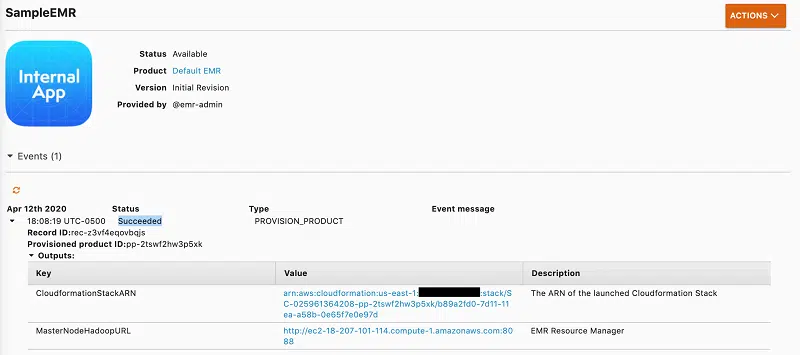 SampleEMR
ACTIONS
Internal
App
Status Available
Product Default EMR
Version Initial Revision
Provided by @emr-admin
Events (1)
Apr 12th 2020 Status Type Event message
18:08:19 UTC-0500 Succeeded PROVISION_PRODUCT
Record ID:rec-z3vf4eqovbqjs
Provisioned product ID:pp-2tswf2hw3p5xk
Outputs:
Key Value Description
CloudformationStackARN arn:aws:cloudformation:us-east-1: :stack/S The ARN of the launched Cloudformation Stack
C-025961364208-pp-2tswf2hw3p5xk/b89a2fd0-7d11-11
ea-a58b-0e65f7e0e97d
MasterNodeHadoopURL http://ec2-18-207-101-114.compute-1.amazonaws.com:80 EMR Resource Manager
88